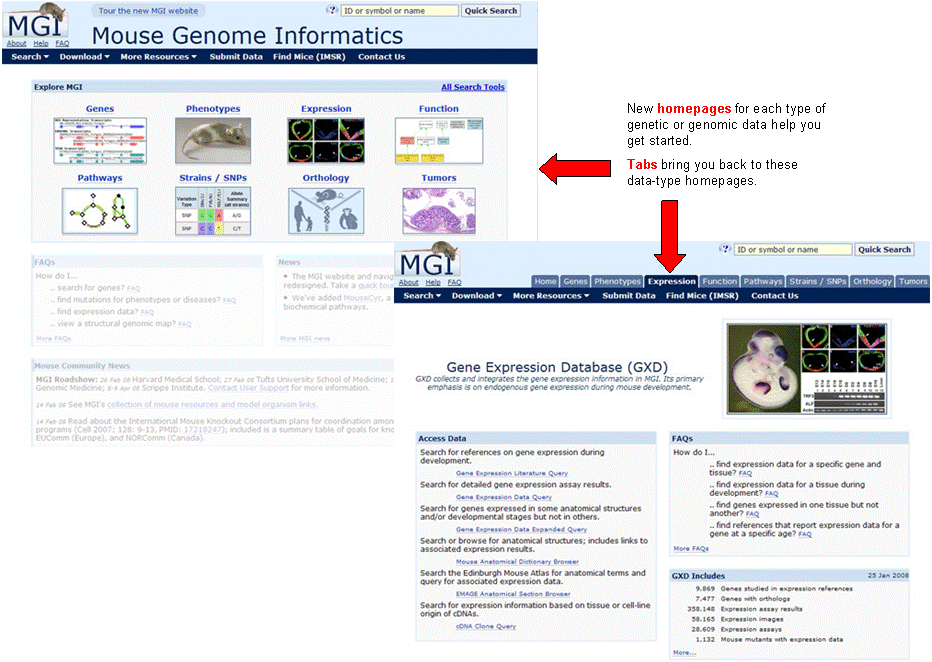 Tour the new MGI website
ID or symbol or name
Quick Search
MGI
About Help FAQ
Mouse Genome Informatics
Search Download More Resources Submit Data Find Mice (IMSR) Contact Us
Explore MGI
All Search Tools
Genes
Phenotypes
Expression
Function
Pathways
Strains / SNPs
Orthology
Tumors
Variation Type
Allele Summary (all strains)
SNP
A/G
SNP
C/T
FAQs
How do I...
.. search for genes? FAQ
.. find mutations for phenotypes or diseases? FAQ
.. find expression data? FAQ
.. view a structural genomic map? FAQ
More FAQs
News
The MGI website and navig
redesigned. Take a quick tour
We've added MouseCyc, a
biochemical pathways.
More MGI news
Mouse Community News
MGI Roadshow: 26 Feb 08 Harvard Medical School; 27 Feb 08 Tufts University School of Medicine;
Genomic Medicine; 8-9 Apr 08 Scripps Institute. Contact User Support for more information.
14 Feb 08 See MGI's collection of mouse resources and model organism links.
14 Feb 08 Read about the International Mouse Knockout Consortium plans for coordination among
programs (Cell 2007; 128: 9-13, PMID: 17218247); included is a summary table of goals for kno
EUComm (Europe), and NORComm (Canada).
New homepages for each type of
genetic or genomic data help you
get started.
Tabs bring you back to these
data-type homepages.
ID or symbol or name
Quick Search
MGI
About Help FAQ
Home Genes Phenotypes Expression Function Pathways Strains / SNPs Orthology Tumors
Search Download More Resources Submit Data Find Mice (IMSR) Contact Us
Gene Expression Database (GXD)
GXD collects and integrates the gene expression information in MGI. Its primary
emphasis is on endogenous gene expression during mouse development.
Access Data
Search for references on gene expression during
development.
Gene Expression Literature Query
Search for detailed gene expression assay results.
Gene Expression Data Query
Search for genes expressed in some anatomical structures
and/or developmental stages but not in others.
Gene Expression Data Expanded Query
Search or browse for anatomical structures; includes links to
associated expression results.
Mouse Anatomical Dictionary Browser
Search the Edinburgh Mouse Atlas for anatomical terms and
query for associated expression data.
EMAGE Anatomical Section Browser
Search for expression information based on tissue or cell-line
origin of cDNAs.
cDNA Clone Query
FAQs
How do I...
.. find expression data for a specific gene and
tissue? FAQ
.. find expression data for a tissue during
development? FAQ
.. find genes expressed in one tissue but not
another? FAQ
.. find references that report expression data for a
gene at a specific age? FAQ
More FAQs
GXD Includes
25 Jan 2008
9,869 Genes studied in expression references
7,477 Genes with orthologs
358,148 Expression assay results
58,165 Expression images
28,609 Expression assays
1,132 Mouse mutants with expression data
More...